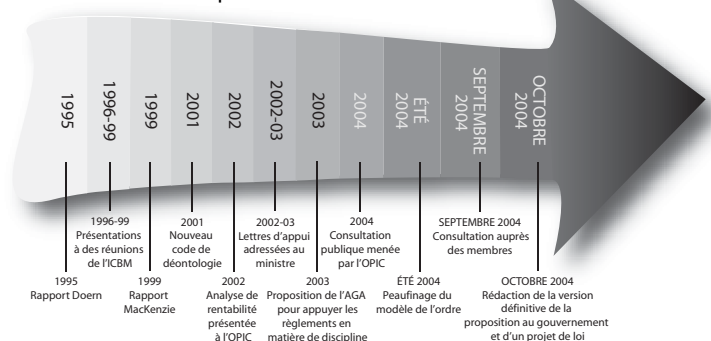 1995
1996-99
1999
2001
2002
2002-03
2003
2004
ÉTÉ
2004
SEPTEMBRE
2004
OCTOBRE
2004
1996-99
Présentations
à des réunions
de l'ICBM
2001
Nouveau
code de
déontologie
2002-03
Lettres d'appui
adressées au
ministre
2004
Consultation
publique menée
par l'OPIC
SEPTEMBRE 2004
Consultation auprès
des membres
1995
Rapport Doern
1999
Rapport
MacKenzie
2002
Analyse de
rentabilité
présentée
à l'OPIC
2003
Proposition de l'AGA
pour appuyer les
règlements en
matière de discipline
ÉTÉ 2004
Peaufinage du
modèle de l'ordre
OCTOBRE 2004
Rédaction de la version
définitive de la
proposition au gouvernement
et d'un projet de loi